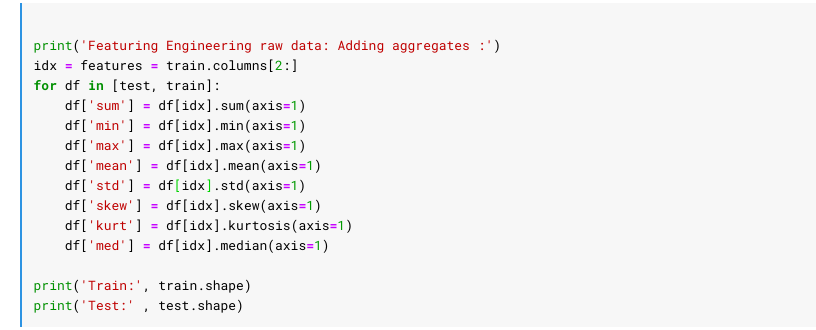 print('Featuring Engineering raw data: Adding aggregates :')
idx = features = train.columns[2:]
for df in [test, train]:
    df['sum'] = df[idx].sum(axis=1)
    df['min'] = df[idx].min(axis=1)
    df['max'] = df[idx].max(axis=1)
    df['mean'] = df[idx].mean(axis=1)
    df['std'] = df[idx].std(axis=1)
    df['skew'] = df[idx].skew(axis=1)
    df['kurt'] = df[idx].kurtosis(axis=1)
    df['med'] = df[idx].median(axis=1)
print('Train:', train.shape)
print('Test:' , test.shape)